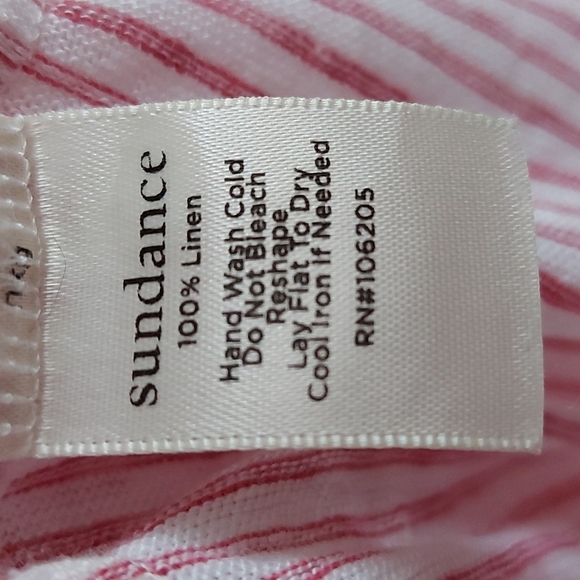 sundance
100% Linen
Hand Wash Cold
Do Not Bleach
Reshape
Lay Flat To Dry
Cool Iron if Needed
RN#106205